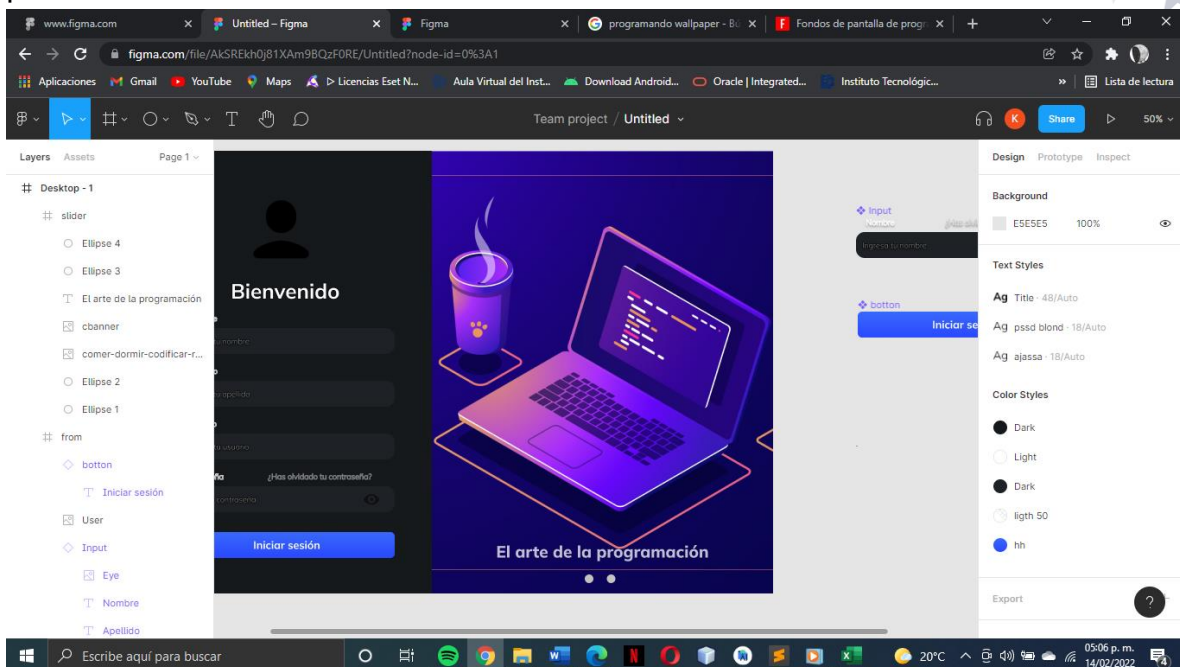 www.figma.com
Untitled – Figma
Figma
programando wallpaper - Bú
Fondos de pantalla de progr
figma.com/file/AkSREkh0j81XAm9BQzF0RE/Untitled?node-id=0%3A1
Aplicaciones Gmail YouTube Maps ▷ Licencias Eset N... Aula Virtual del Inst... Download Android... Oracle | Integrated... Instituto Tecnológic... » Lista de lectura
Team project / Untitled
K
Share
50%
Layers Assets Page 1
Design Prototype Inspect
Desktop - 1
slider
Ellipse 4
Ellipse 3
El arte de la programación
cbanner
comer-dormir-codificar-r...
Ellipse 2
Ellipse 1
from
botton
Iniciar sesión
User
Input
Eye
Nombre
Apellido
Bienvenido
tu nombre
¿Has olvidado tu contraseña?
contraseña
Iniciar sesión
El arte de la programación
Input
Nombre
Ingresa tu nombre
botton
Iniciar se
Background
E5E5E5 100%
Text Styles
Ag Title · 48/Auto
Ag pssd blond · 18/Auto
Ag ajassa · 18/Auto
Color Styles
Dark
Light
Dark
ligth 50
hh
Export
?
Escribe aquí para buscar
20°C
05:06 p. m.
14/02/2022